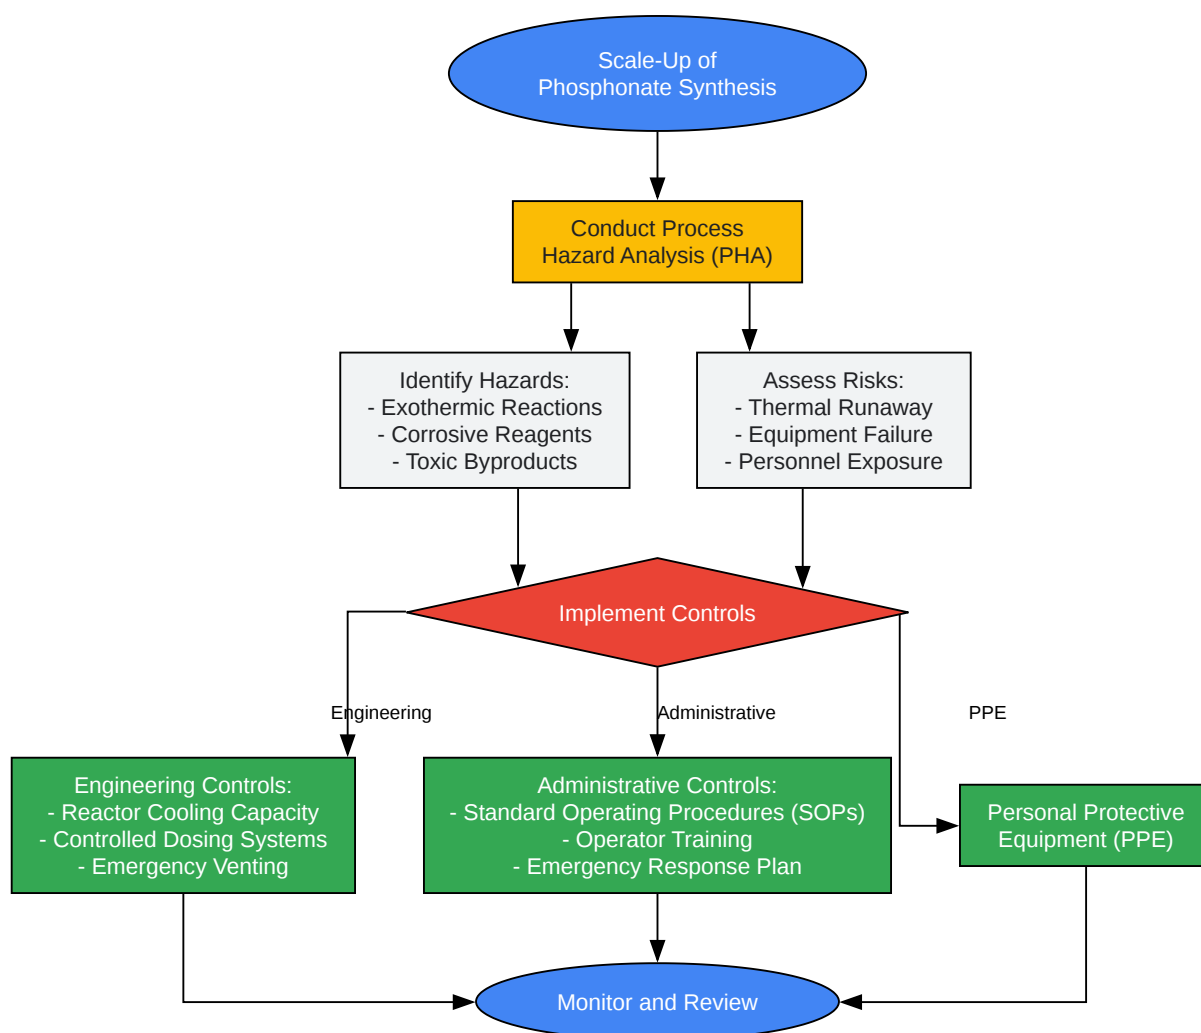 Scale-Up of
Phosphonate Synthesis
Conduct Process
Hazard Analysis (PHA)
Identify Hazards:
- Exothermic Reactions
- Corrosive Reagents
- Toxic Byproducts
Assess Risks:
- Thermal Runaway
- Equipment Failure
- Personnel Exposure
Implement Controls
Engineering
Administrative
PPE
Engineering Controls:
- Reactor Cooling Capacity
- Controlled Dosing Systems
- Emergency Venting
Administrative Controls:
- Standard Operating Procedures (SOPs)
- Operator Training
- Emergency Response Plan
Personal Protective
Equipment (PPE)
Monitor and Review